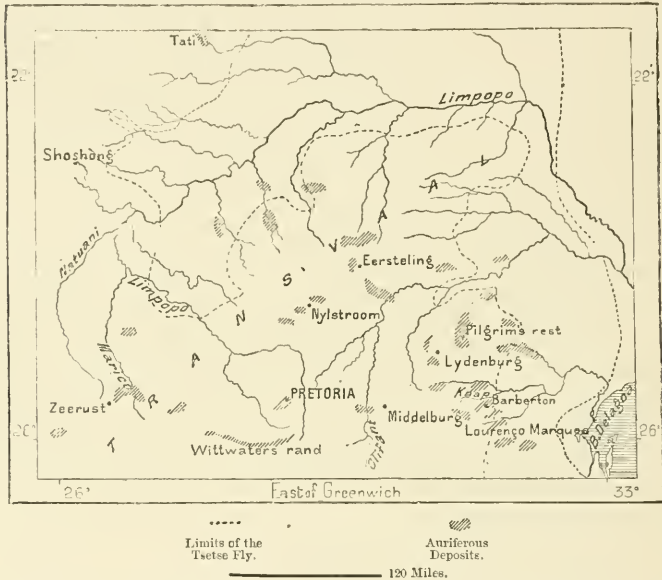 Tati
22°
22°
Limpopo
Shoshong
L
A
A
V
Notuani
Eersteling
S
Limpopo
N
Nylstroom
Pilgrim's rest
Marico
A
Lydenburg
R
PRETORIA
Kaap
Barberton
Zeerust
Middelburg
Lourenço Marques
B. Delagoa
T
Wittwaters rand
Olifant
26°
26°
26°
East of Greenwich
33°
Limits of the
Tsetse Fly.
Auriferous
Deposits.
120 Miles.